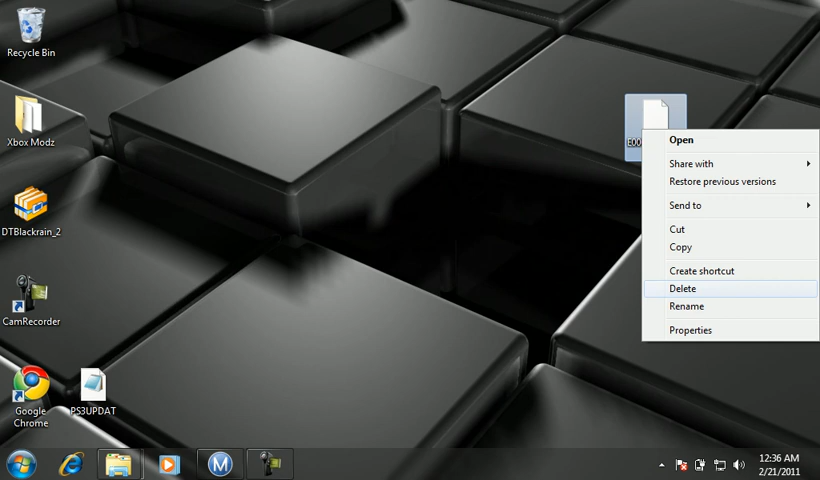 Recycle Bin
Xbox Modz
DTBlackrain_2
CamRecorder
Google
Chrome
PS3UPDAT
E00
Open
Share with
Restore previous versions
Send to
Cut
Copy
Create shortcut
Delete
Rename
Properties
12:36 AM
2/21/2011